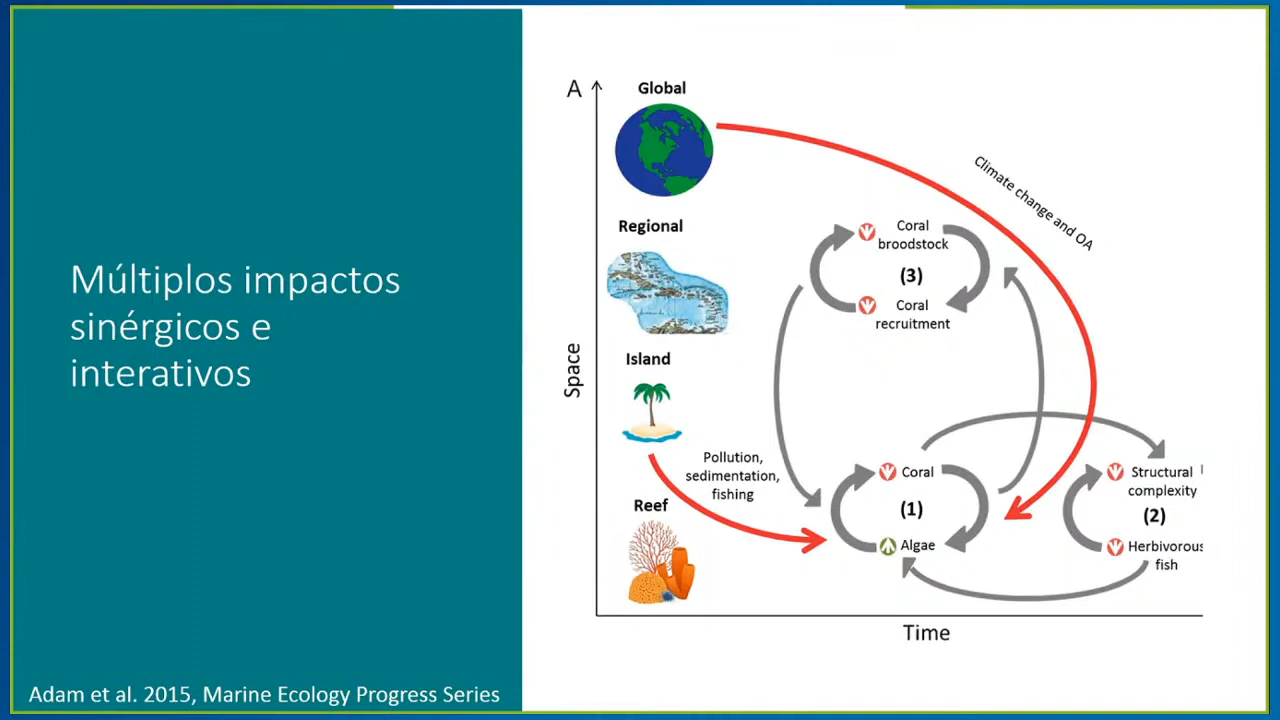 Múltiplos impactos
sinérgicos e
interativos
Adam et al. 2015, Marine Ecology Progress Series
A
Global
Climate change and OA
Regional
Coral
broodstock
(3)
Coral
recruitment
Island
Space
Pollution,
sedimentation,
fishing
Reef
Coral
(1)
Algae
Structural
complexity
(2)
Herbivorous
fish
Time